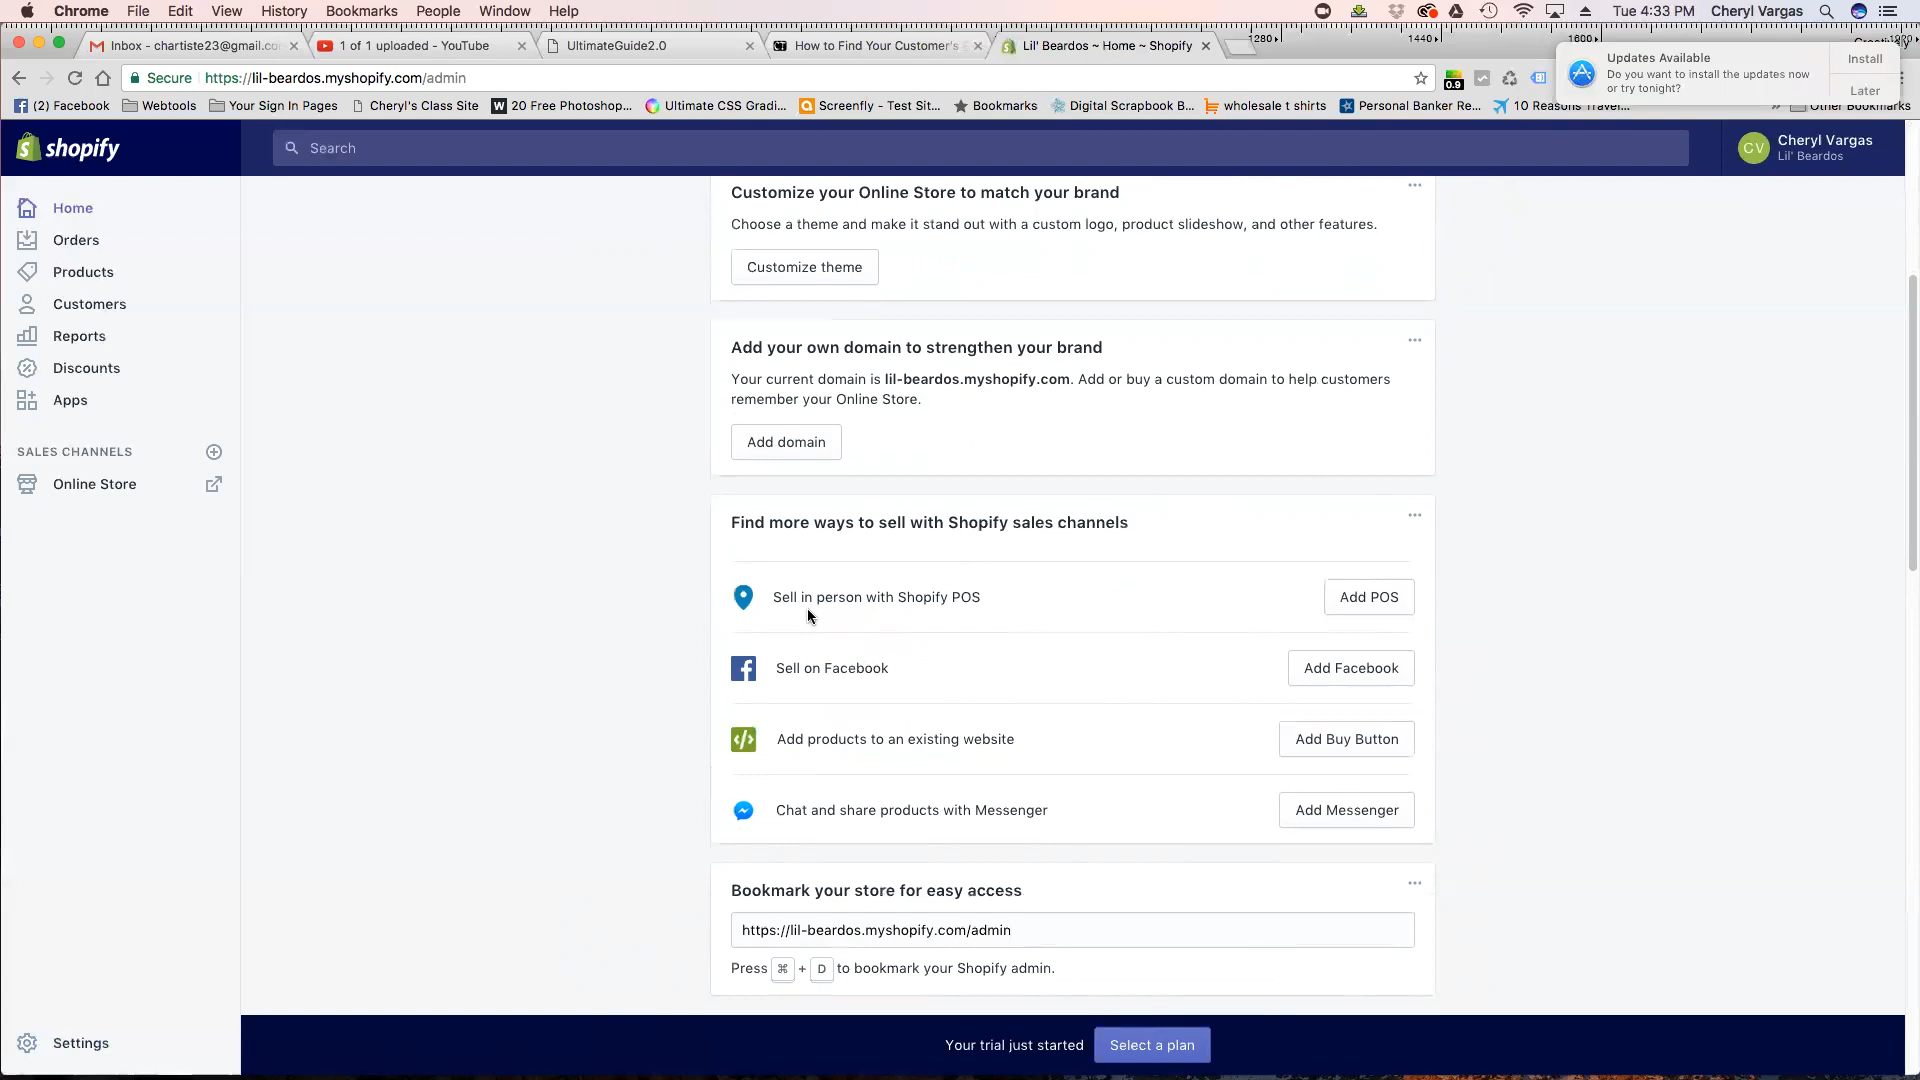 Chrome File Edit View History Bookmarks People Window Help
Tue 4:33 PM Cheryl Vargas
Inbox - chartiste23@gmail.co
1 of 1 uploaded - YouTube
UltimateGuide2.0
How to Find Your Customer's
Lil' Beardos ~ Home ~ Shopify
1280
1440
1600
Secure https://lil-beardos.myshopify.com/admin
0.9
Updates Available
Do you want to install the updates now
or try tonight?
Install
Later
(2) Facebook
Webtools
Your Sign In Pages
Cheryl's Class Site
20 Free Photoshop...
Ultimate CSS Gradi...
Screenfly - Test Sit...
Bookmarks
Digital Scrapbook B...
wholesale t shirts
Personal Banker Re...
10 Reasons Travel...
Other Bookmarks
shopify
Search
CV
Cheryl Vargas
Lil' Beardos
Home
Orders
Products
Customers
Reports
Discounts
Apps
SALES CHANNELS
Online Store
Settings
Customize your Online Store to match your brand
Choose a theme and make it stand out with a custom logo, product slideshow, and other features.
Customize theme
Add your own domain to strengthen your brand
Your current domain is lil-beardos.myshopify.com. Add or buy a custom domain to help customers
remember your Online Store.
Add domain
Find more ways to sell with Shopify sales channels
Sell in person with Shopify POS
Add POS
Sell on Facebook
Add Facebook
Add products to an existing website
Add Buy Button
Chat and share products with Messenger
Add Messenger
Bookmark your store for easy access
https://lil-beardos.myshopify.com/admin
Press ⌘ + D to bookmark your Shopify admin.
Your trial just started
Select a plan